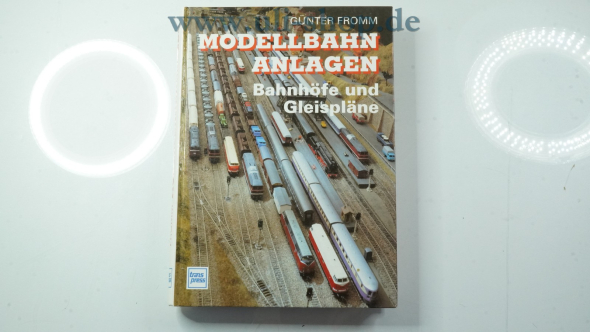 GÜNTER FROMM
MODELLBAHN
ANLAGEN
Bahnhöfe und
Gleispläne
trans
press